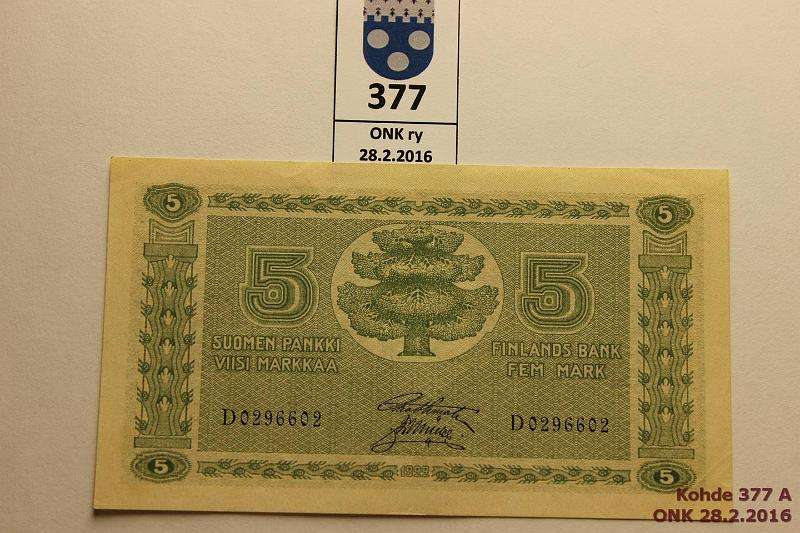 377
ONK ry
28.2.2016
5 5
5 5
SUOMEN PANKKI
VIISI MARKKAA
FINLANDS BANK
FEM MARK
D0296602 D0296602
5 1922 5
Kohde 377 A
ONK 28.2.2016